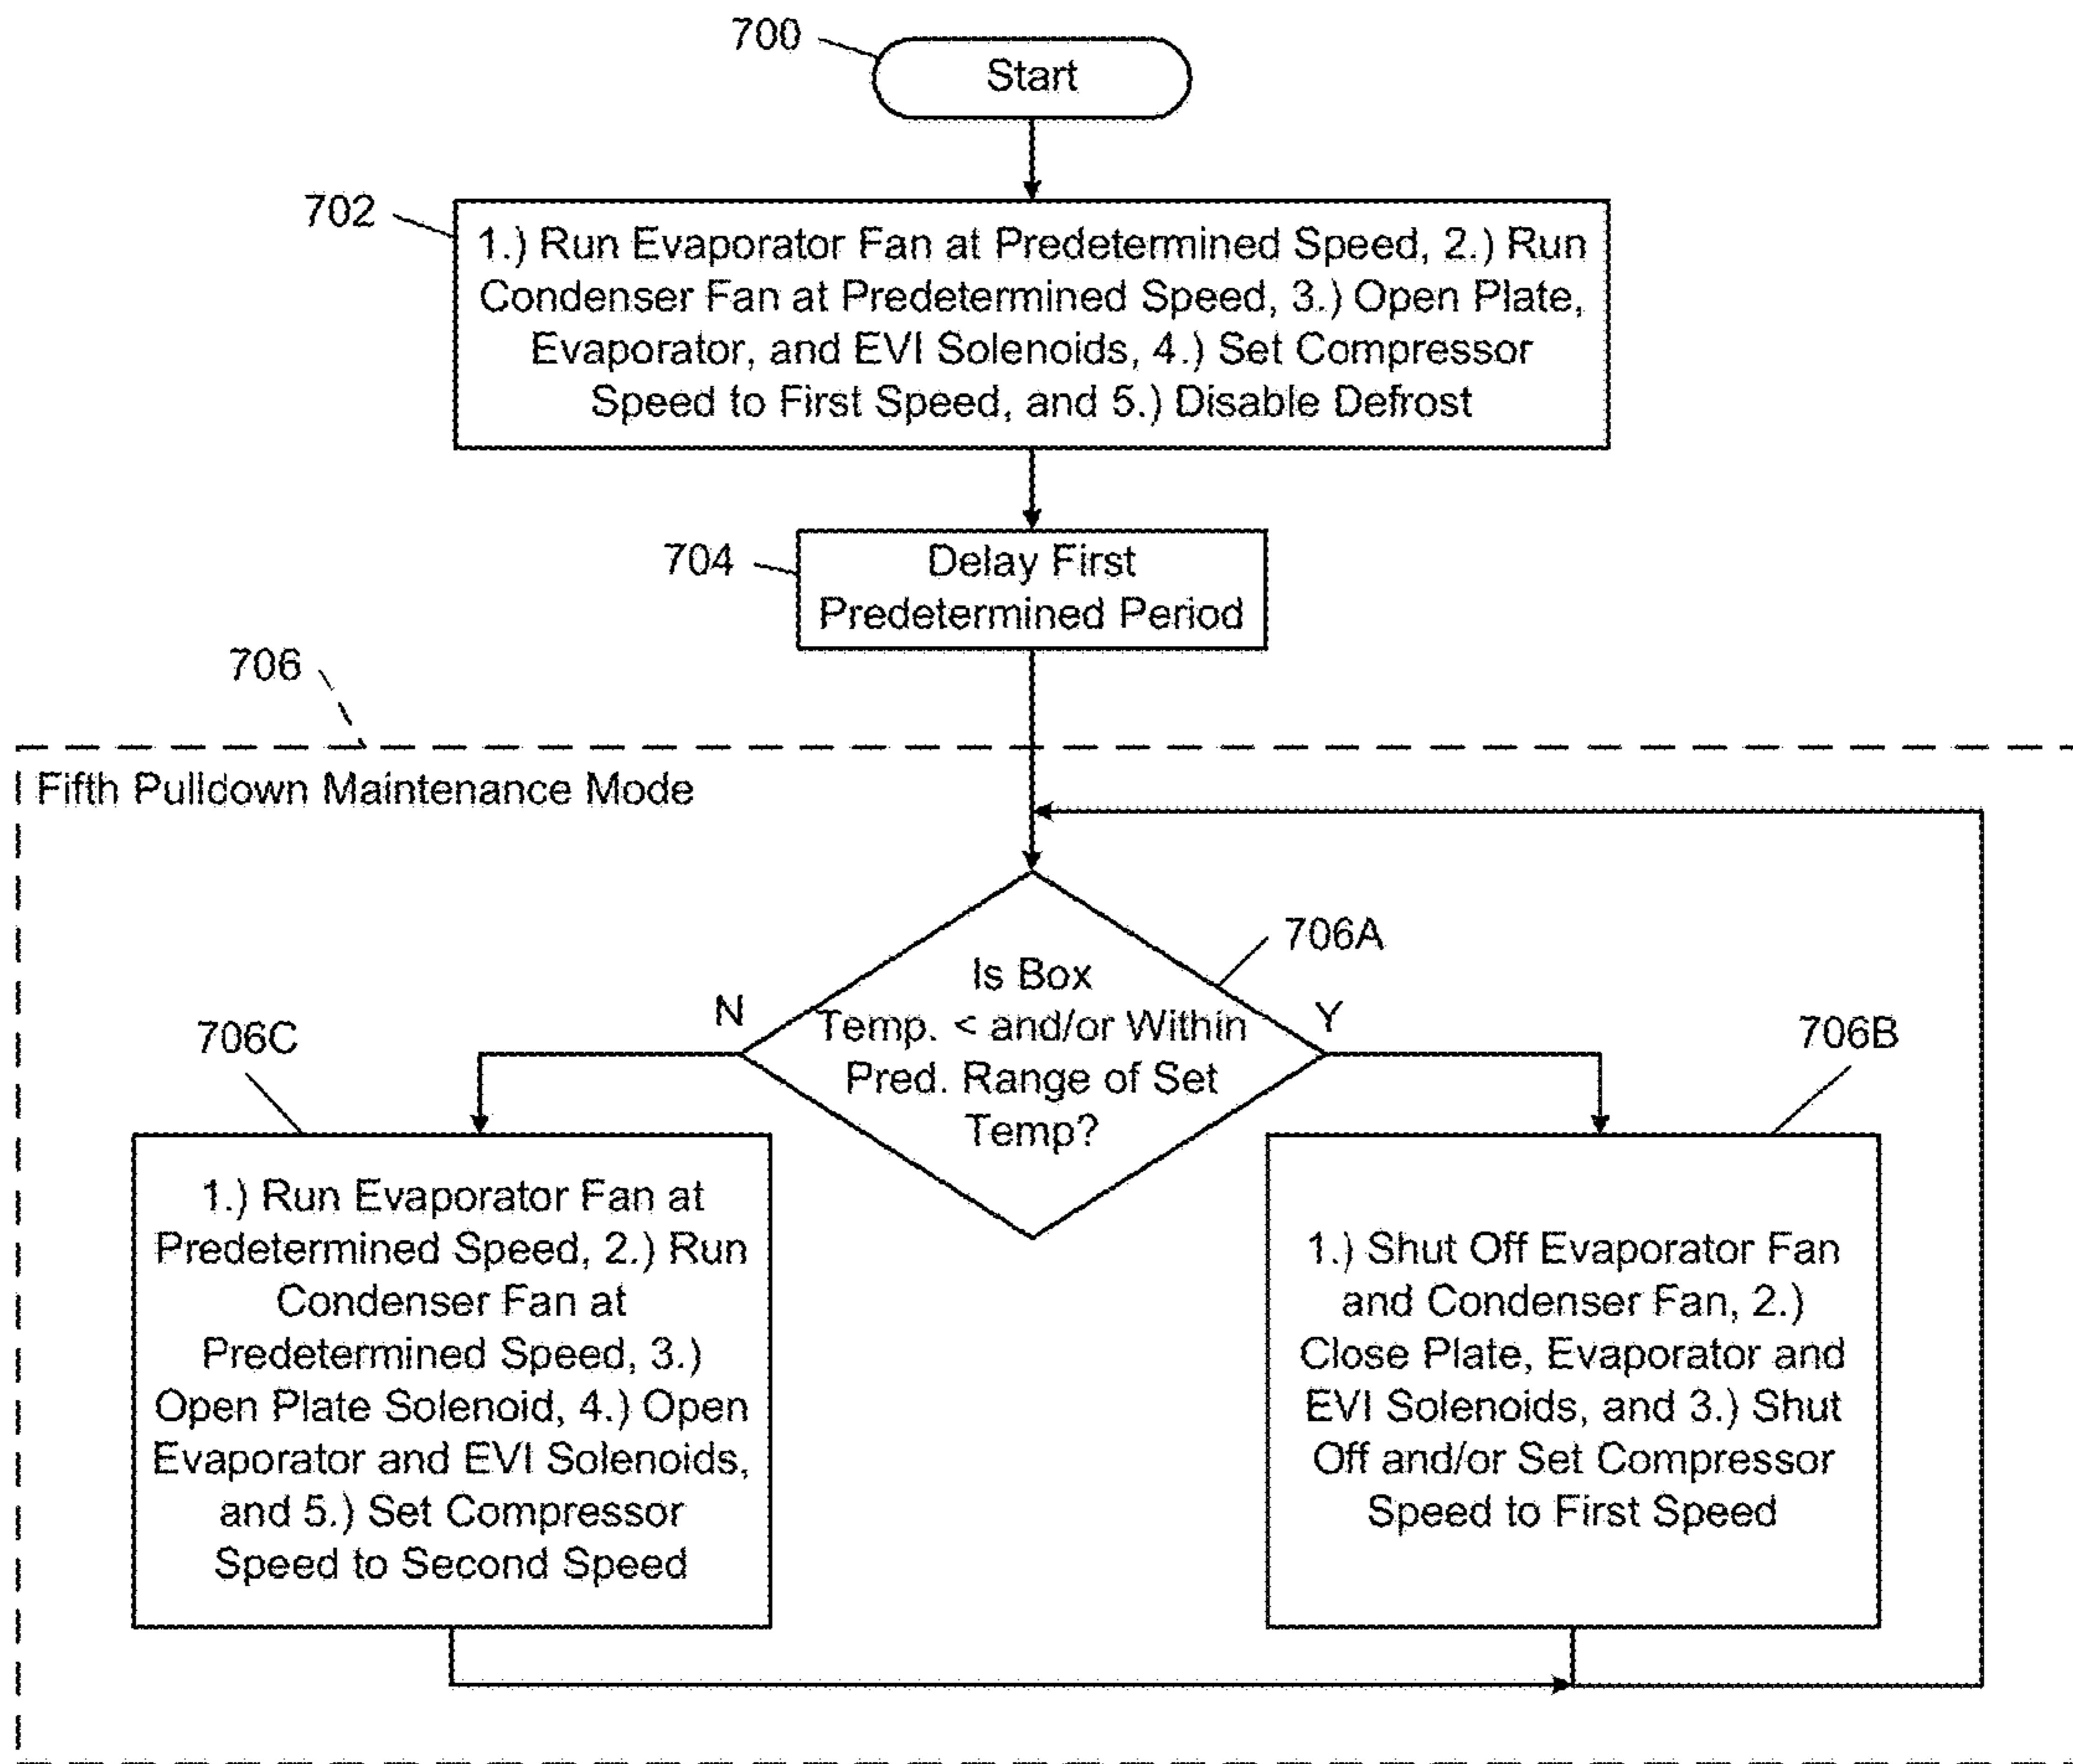 700
Start
702
1.) Run Evaporator Fan at Predetermined Speed, 2.) Run
Condenser Fan at Predetermined Speed, 3.) Open Plate,
Evaporator, and EVI Solenoids, 4.) Set Compressor
Speed to First Speed, and 5.) Disable Defrost
704
Delay First
Predetermined Period
706
Fifth Pulldown Maintenance Mode
706A
Is Box
Temp. < and/or Within
Pred. Range of Set
Temp?
N
Y
706C
1.) Run Evaporator Fan at
Predetermined Speed, 2.) Run
Condenser Fan at
Predetermined Speed, 3.)
Open Plate Solenoid, 4.) Open
Evaporator and EVI Solenoids,
and 5.) Set Compressor
Speed to Second Speed
706B
1.) Shut Off Evaporator Fan
and Condenser Fan, 2.)
Close Plate, Evaporator and
EVI Solenoids, and 3.) Shut
Off and/or Set Compressor
Speed to First Speed